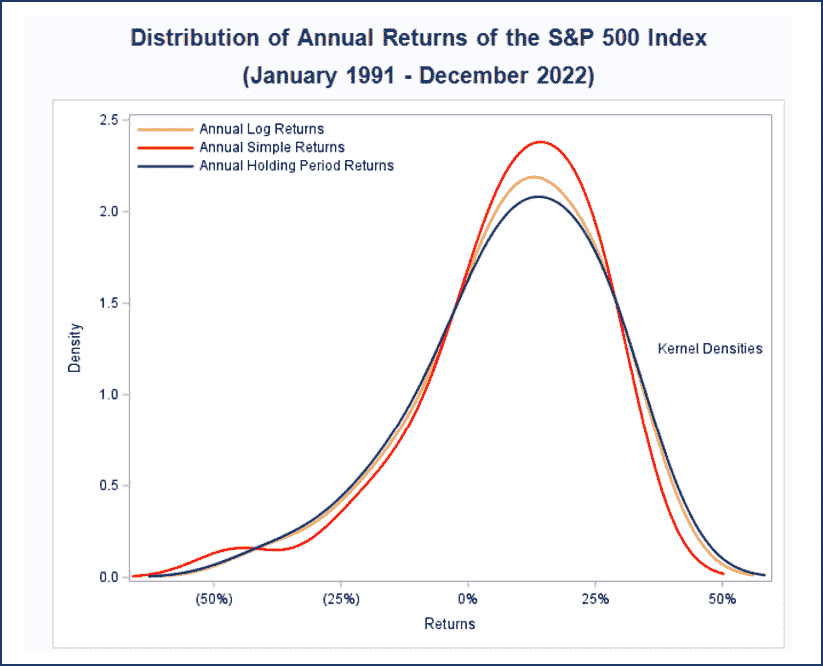 Distribution of Annual Returns of the S&P 500 Index
(January 1991 - December 2022)
Annual Log Returns
Annual Simple Returns
Annual Holding Period Returns
2.5
2.0
1.5
1.0
0.5
0.0
Density
Kernel Densities
(50%) (25%) 0% 25% 50%
Returns